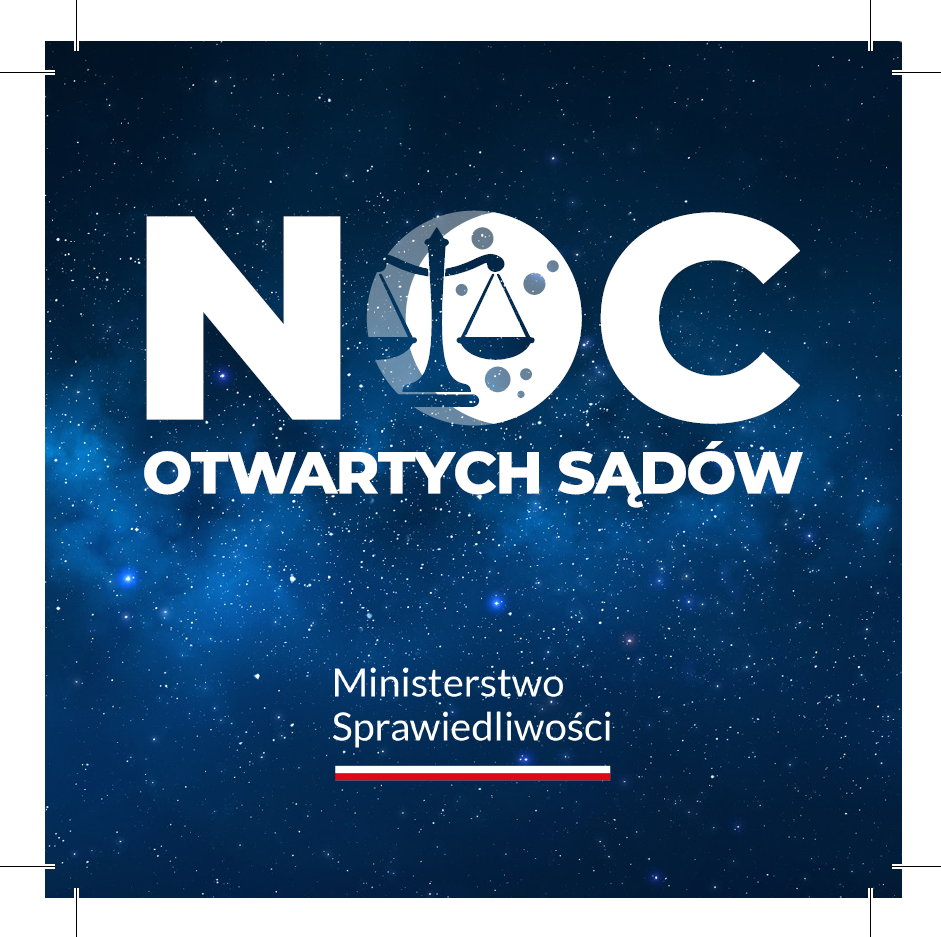 NOC
OTWARTYCH SĄDÓW
Ministerstwo
Sprawiedliwości